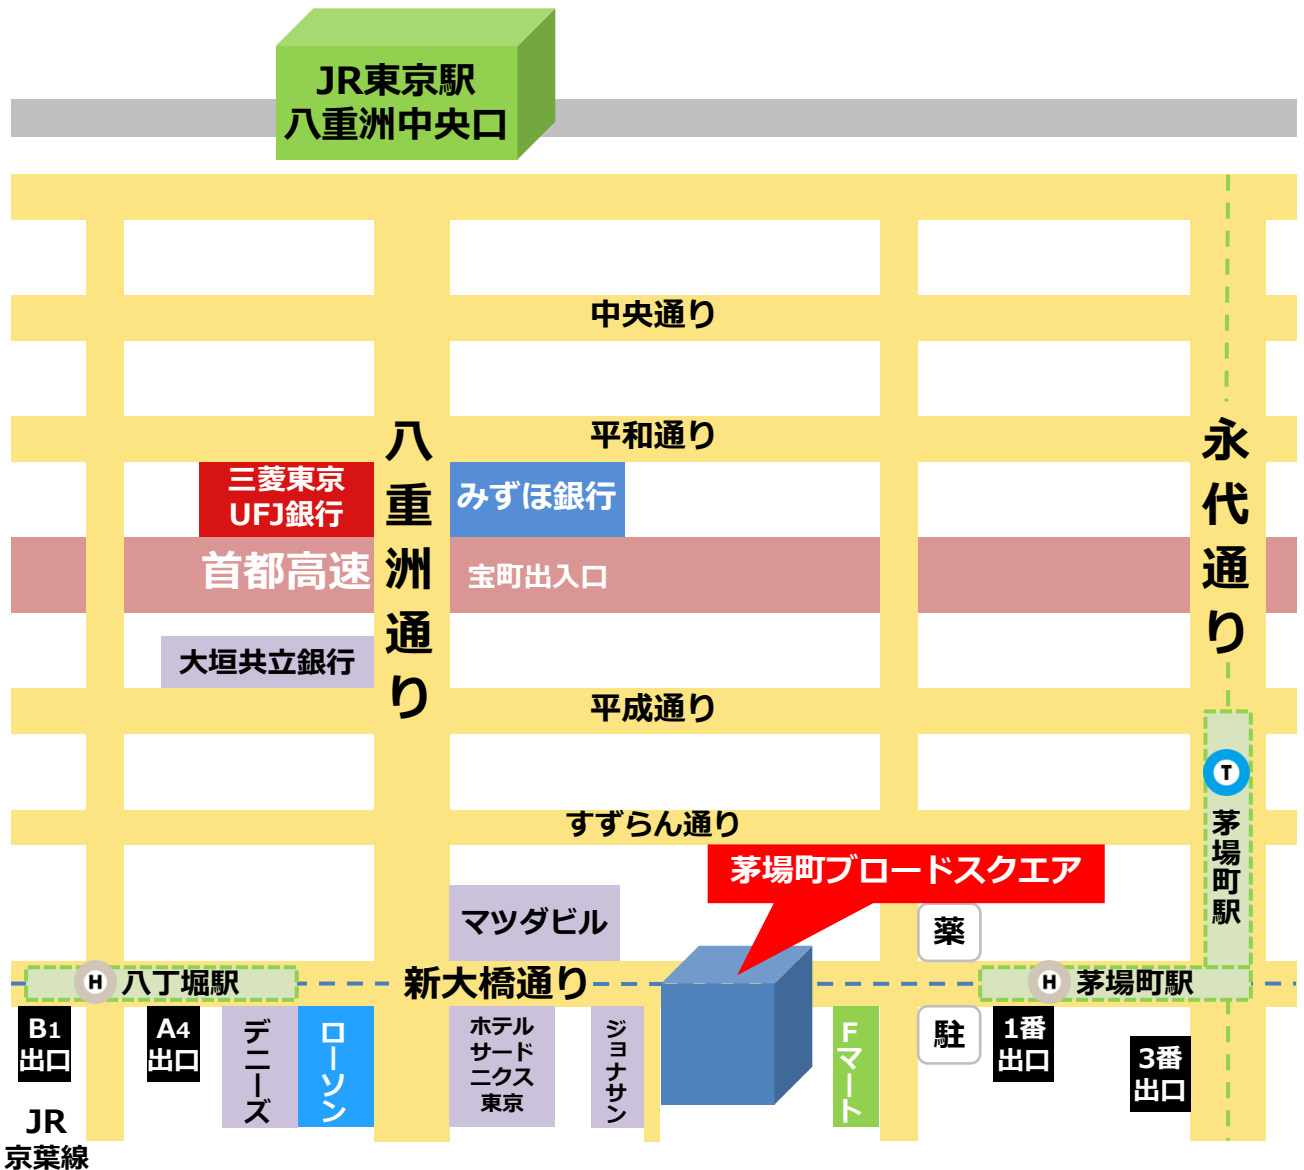 JR東京駅
八重洲中央口
中央通り
平和通り
八重洲通り
永代通り
三菱東京
UFJ銀行
みずほ銀行
首都高速
宝町出入口
大垣共立銀行
平成通り
T
茅場町駅
すずらん通り
茅場町ブロードスクエア
マツダビル
薬
H
八丁堀駅
新大橋通り
H
茅場町駅
B1
出口
A4
出口
デニーズ
ローソン
ホテル
サード
ニクス
東京
ジョナサン
Fマート
駐
1番
出口
3番
出口
JR
京葉線